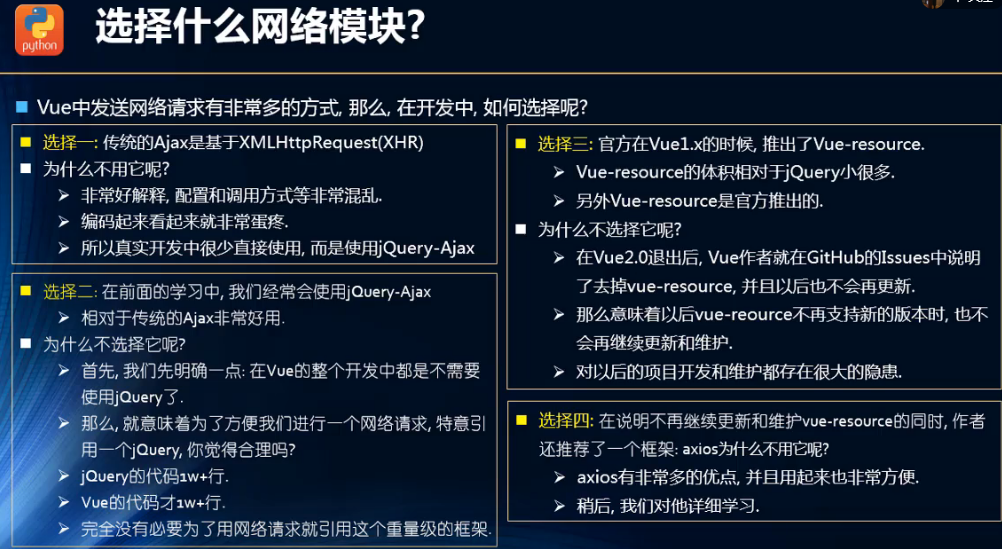 python
选择什么网络模块?
Vue中发送网络请求有非常多的方式, 那么, 在开发中, 如何选择呢?
选择一: 传统的Ajax是基于XMLHttpRequest(XHR)
为什么不用它呢?
非常好解释, 配置和调用方式等非常混乱.
编码起来看起来就非常蛋疼.
所以真实开发中很少直接使用, 而是使用jQuery-Ajax
选择二: 在前面的学习中, 我们经常会使用jQuery-Ajax
相对于传统的Ajax非常好用.
为什么不选择它呢?
首先, 我们先明确一点: 在Vue的整个开发中都是不需要
使用jQuery了.
那么, 就意味着为了方便我们进行一个网络请求, 特意引
用一个jQuery, 你觉得合理吗?
jQuery的代码1w+行.
Vue的代码才1w+行.
完全没有必要为了用网络请求就引用这个重量级的框架.
选择三: 官方在Vue1.x的时候, 推出了Vue-resource.
Vue-resource的体积相对于jQuery小很多.
另外Vue-resource是官方推出的.
为什么不选择它呢?
在Vue2.0退出后, Vue作者就在GitHub的Issues中说明
了去掉vue-resource, 并且以后也不会再更新.
那么意味着以后vue-reource不再支持新的版本时, 也不
会再继续更新和维护.
对以后的项目开发和维护都存在很大的隐患.
选择四: 在说明不再继续更新和维护vue-resource的同时, 作者
还推荐了一个框架: axios为什么不用它呢?
axios有非常多的优点, 并且用起来也非常方便.
稍后, 我们对他详细学习.